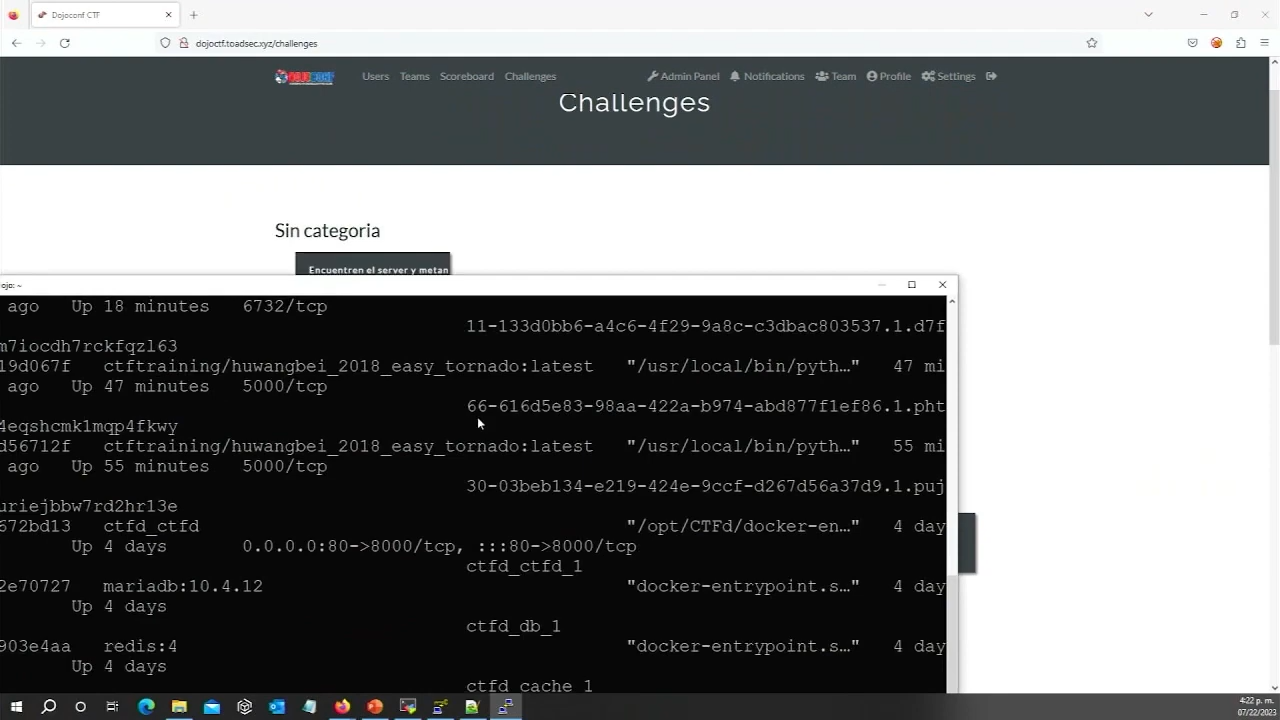 Dojoconf CTF
dojoctf.toadsec.xyz/challenges
Users Teams Scoreboard Challenges Admin Panel Notifications Team Profile Settings
Challenges
Sin categoria
Encuentren el server y metan
ojo: ~
ago Up 18 minutes 6732/tcp
11-133d0bb6-a4c6-4f29-9a8c-c3dbac803537.1.d7f
m7iocdh7rckfqzl63
19d067f ctftraining/huwangbei_2018_easy_tornado:latest "/usr/local/bin/pyth…" 47 mi
ago Up 47 minutes 5000/tcp
66-616d5e83-98aa-422a-b974-abd877f1ef86.1.pht
4eqshcmk1mqp4fkwy
d56712f ctftraining/huwangbei_2018_easy_tornado:latest "/usr/local/bin/pyth…" 55 mi
ago Up 55 minutes 5000/tcp
30-03beb134-e219-424e-9ccf-d267d56a37d9.1.puj
uriejbbw7rd2hr13e
672bd13 ctfd_ctfd "/opt/CTFd/docker-en…" 4 day
Up 4 days 0.0.0.0:80->8000/tcp, :::80->8000/tcp
ctfd_ctfd_1
2e70727 mariadb:10.4.12 "docker-entrypoint.s…" 4 day
Up 4 days
ctfd_db_1
903e4aa redis:4 "docker-entrypoint.s…" 4 day
Up 4 days
ctfd_cache_1
4:22 p. m.
07/22/2023